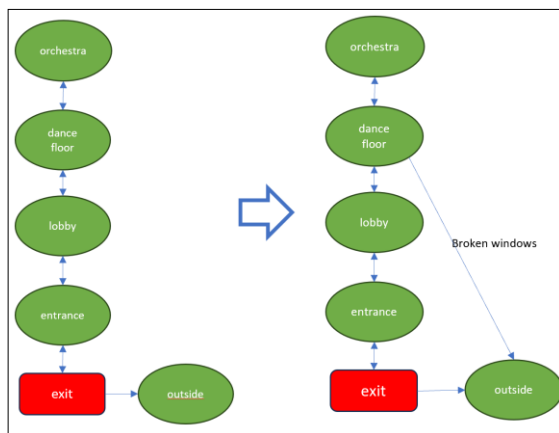 orchestra
dance
floor
lobby
entrance
exit
outside
orchestra
dance
floor
lobby
Broken windows
entrance
exit
outside